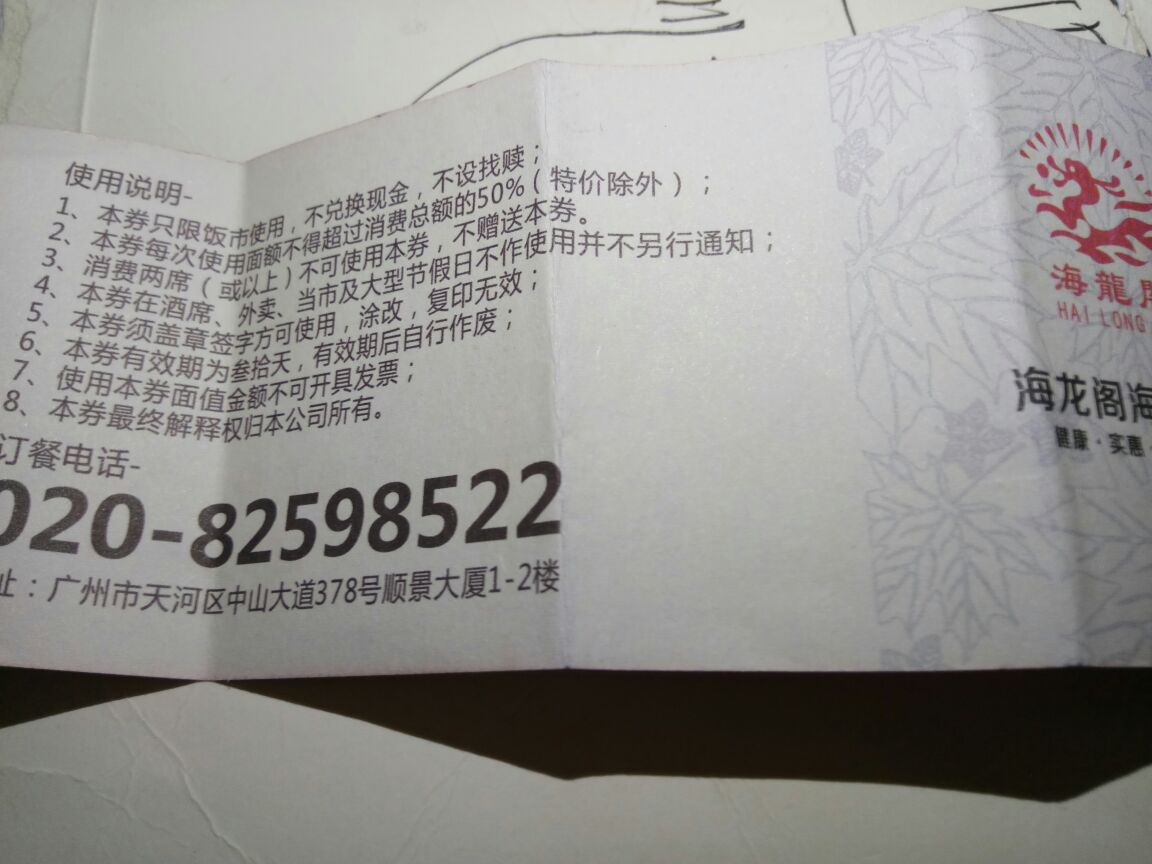 使用说明-
1、本券只限饭市使用，不兑换现金，不设找赎；
2、本券每次使用面额不得超过消费总额的50%（特价除外）；
3、消费两席（或以上）不可使用本券，不赠送本券。
4、本券在酒席、外卖、当市及大型节假日不作使用并不另行通知；
5、本券须盖章签字方可使用，涂改，复印无效；
6、本券有效期为叁拾天，有效期后自行作废；
7、使用本券面值金额不可开具发票；
8、本券最终解释权归本公司所有。
订餐电话-
020-82598522
址：广州市天河区中山大道378号顺景大厦1-2楼
海龍
HAI LONG
海龙阁海
健康·实惠·